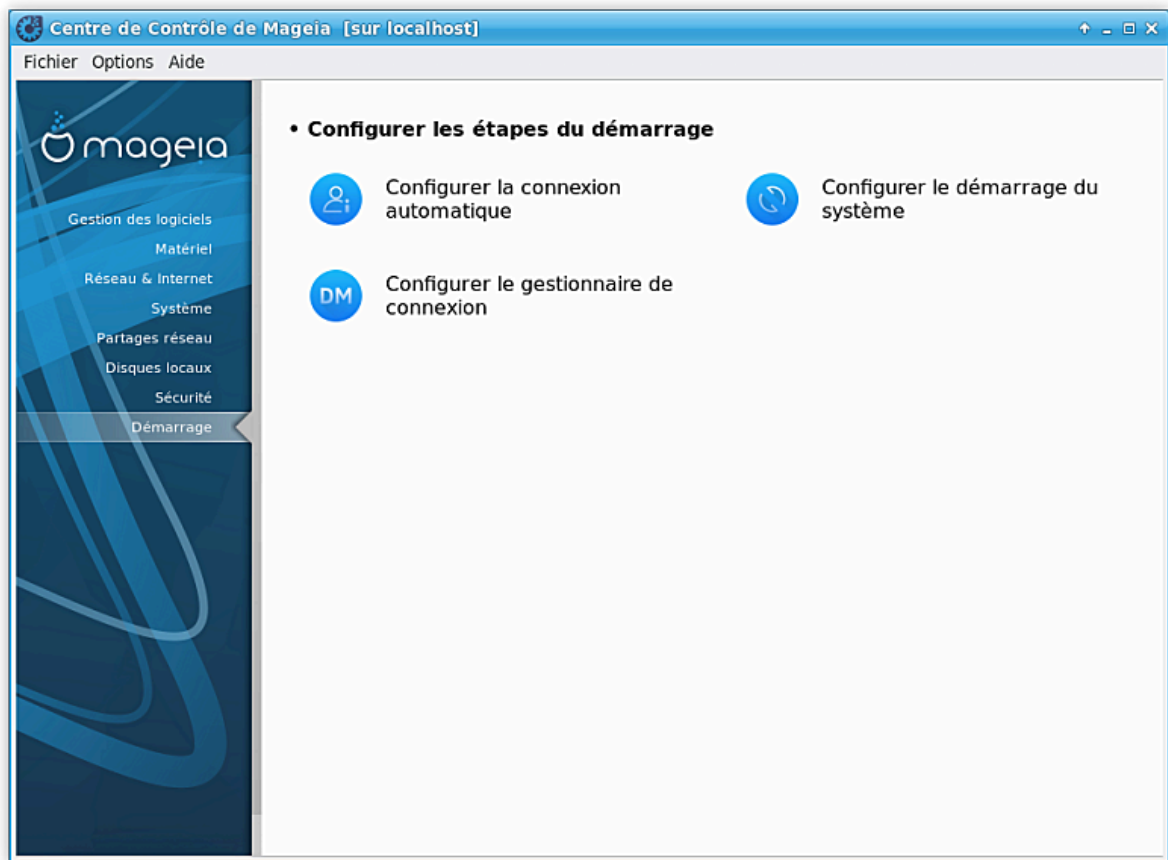 Centre de Contrôle de Mageia [sur localhost]
Fichier Options Aide
mageia
Gestion des logiciels
Matériel
Réseau & Internet
Système
Partages réseau
Disques locaux
Sécurité
Démarrage
• Configurer les étapes du démarrage
Configurer la connexion
automatique
Configurer le démarrage du
système
DM
Configurer le gestionnaire de
connexion